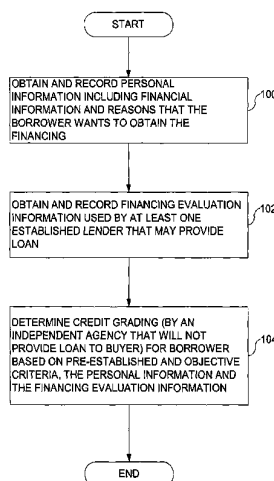 START
OBTAIN AND RECORD PERSONAL
INFORMATION INCLUDING FINANCIAL
INFORMATION AND REASONS THAT THE
BORROWER WANTS TO OBTAIN THE
FINANCING
100
OBTAIN AND RECORD FINANCING EVALUATION
INFORMATION USED BY AT LEAST ONE
ESTABLISHED LENDER THAT MAY PROVIDE
LOAN
102
DETERMINE CREDIT GRADING (BY AN
INDEPENDENT AGENCY THAT WILL NOT
PROVIDE LOAN TO BUYER) FOR BORROWER
BASED ON PRE-ESTABLISHED AND OBJECTIVE
CRITERIA, THE PERSONAL INFORMATION AND
THE FINANCING EVALUATION INFORMATION
104
END